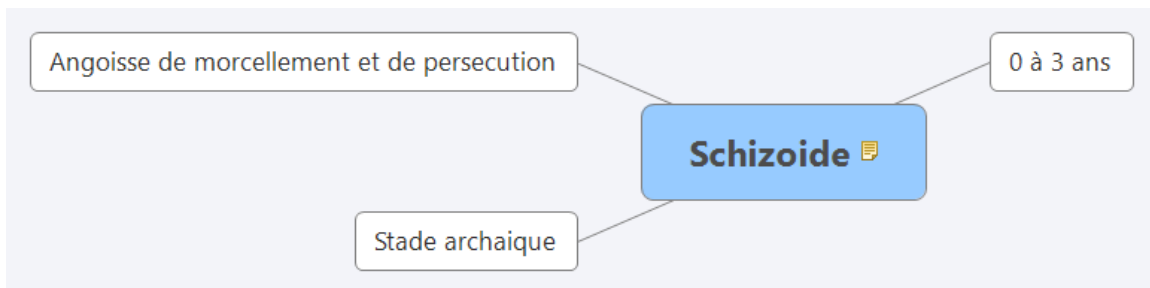 Angoisse de morcellement et de persecution
0 à 3 ans
Schizoide
Stade archaique